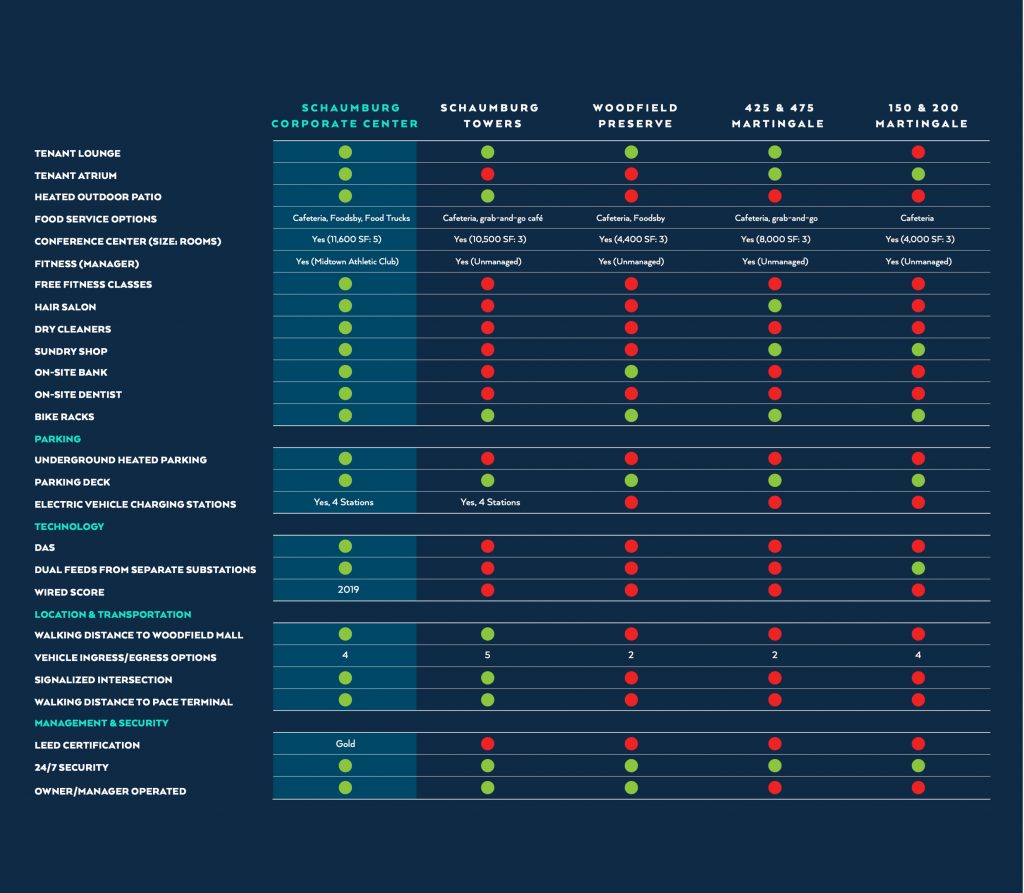 SCHAUMBURG CORPORATE CENTER
SCHAUMBURG TOWERS
WOODFIELD PRESERVE
425 & 475 MARTINGALE
150 & 200 MARTINGALE
TENANT LOUNGE
TENANT ATRIUM
HEATED OUTDOOR PATIO
FOOD SERVICE OPTIONS Cafeteria, Foodsby, Food Trucks Cafeteria, grab-and-go café Cafeteria, Foodsby Cafeteria, grab-and-go Cafeteria
CONFERENCE CENTER (SIZE: ROOMS) Yes (11,600 SF: 5) Yes (10,500 SF: 3) Yes (4,400 SF: 3) Yes (8,000 SF: 3) Yes (4,000 SF: 3)
FITNESS (MANAGER) Yes (Midtown Athletic Club) Yes (Unmanaged) Yes (Unmanaged) Yes (Unmanaged) Yes (Unmanaged)
FREE FITNESS CLASSES
HAIR SALON
DRY CLEANERS
SUNDRY SHOP
ON-SITE BANK
ON-SITE DENTIST
BIKE RACKS
PARKING
UNDERGROUND HEATED PARKING
PARKING DECK
ELECTRIC VEHICLE CHARGING STATIONS Yes, 4 Stations Yes, 4 Stations
TECHNOLOGY
DAS
DUAL FEEDS FROM SEPARATE SUBSTATIONS
WIRED SCORE 2019
LOCATION & TRANSPORTATION
WALKING DISTANCE TO WOODFIELD MALL
VEHICLE INGRESS/EGRESS OPTIONS 4 5 2 2 4
SIGNALIZED INTERSECTION
WALKING DISTANCE TO PACE TERMINAL
MANAGEMENT & SECURITY
LEED CERTIFICATION Gold
24/7 SECURITY
OWNER/MANAGER OPERATED